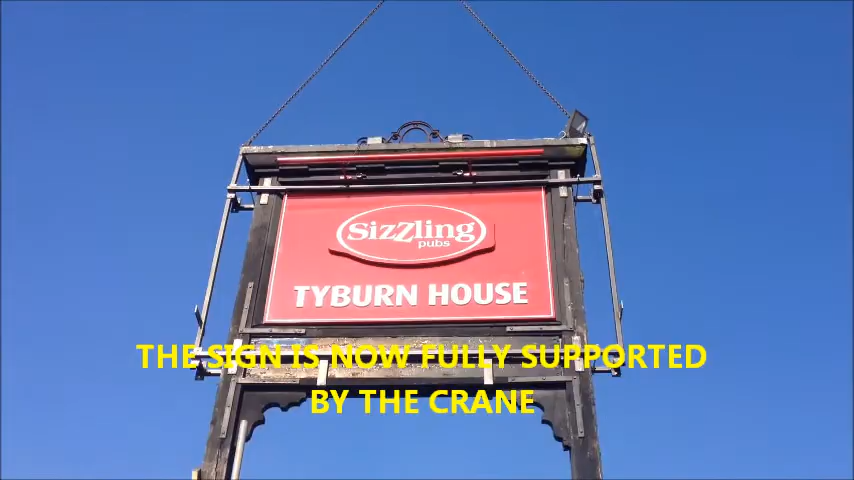 SizZling
pubs
TYBURN HOUSE
THE SIGN IS NOW FULLY SUPPORTED
BY THE CRANE